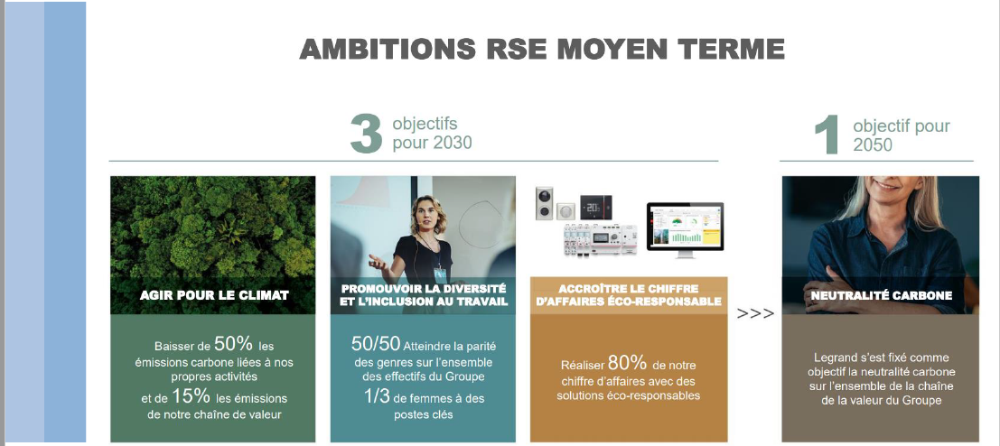 AMBITIONS RSE MOYEN TERME
3 objectifs
pour 2030
1 objectif pour
2050
AGIR POUR LE CLIMAT
Baisser de 50% les
émissions carbone liées à nos
propres activités
et de 15% les émissions
de notre chaîne de valeur
PROMOUVOIR LA DIVERSITÉ
ET L'INCLUSION AU TRAVAIL
50/50 Atteindre la parité
des genres sur l'ensemble
des effectifs du Groupe
1/3 de femmes à des
postes clés
ACCROÎTRE LE CHIFFRE
D'AFFAIRES ÉCO-RESPONSABLE
Réaliser 80% de notre
chiffre d'affaires avec des
solutions éco-responsables
>>>
NEUTRALITÉ CARBONE
Legrand s'est fixé comme
objectif la neutralité carbone
sur l'ensemble de la chaîne
de la valeur du Groupe